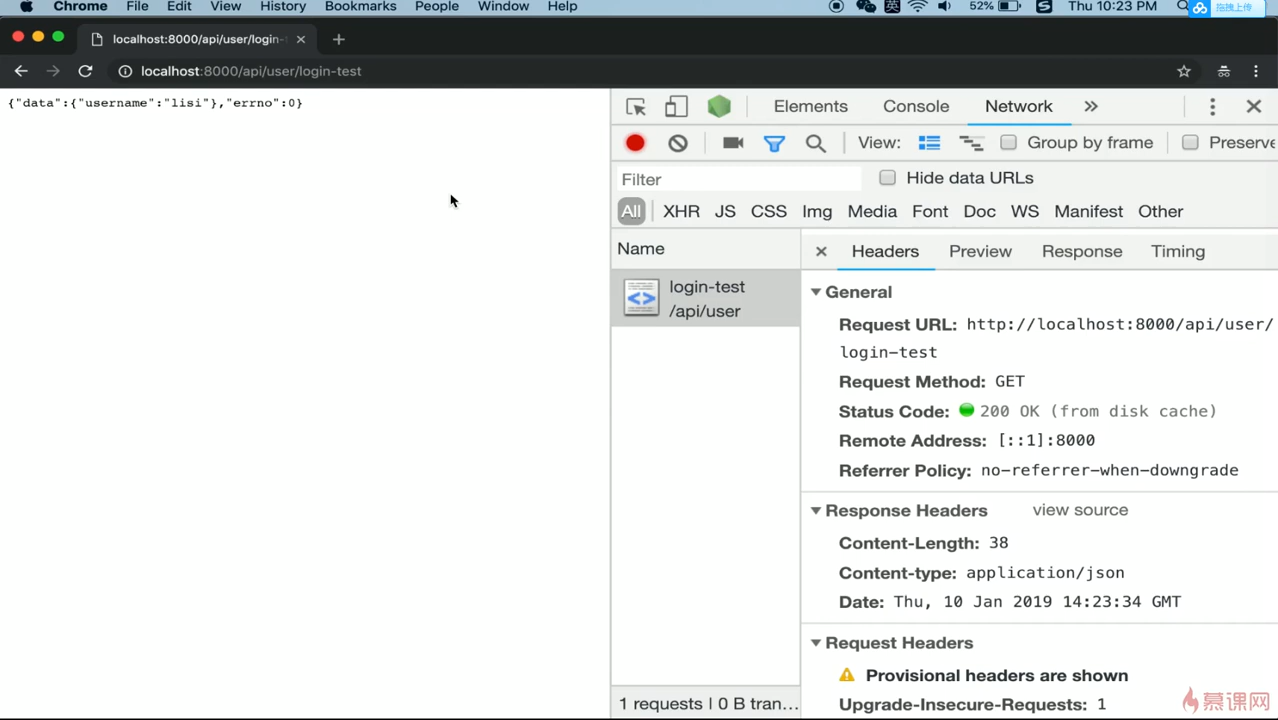 Chrome File Edit View History Bookmarks People Window Help 英 52% Thu 10:23 PM 拖拽上传
localhost:8000/api/user/login-
localhost:8000/api/user/login-test
{"data":{"username":"lisi"},"errno":0}
Elements Console Network
View: Group by frame Preserve
Filter Hide data URLs
All XHR JS CSS Img Media Font Doc WS Manifest Other
Name
Headers Preview Response Timing
login-test
/api/user
General
Request URL: http://localhost:8000/api/user/
login-test
Request Method: GET
Status Code: 200 OK (from disk cache)
Remote Address: [::1]:8000
Referrer Policy: no-referrer-when-downgrade
Response Headers view source
Content-Length: 38
Content-type: application/json
Date: Thu, 10 Jan 2019 14:23:34 GMT
Request Headers
Provisional headers are shown
Upgrade-Insecure-Requests: 1
1 requests | 0 B tran...
慕课网